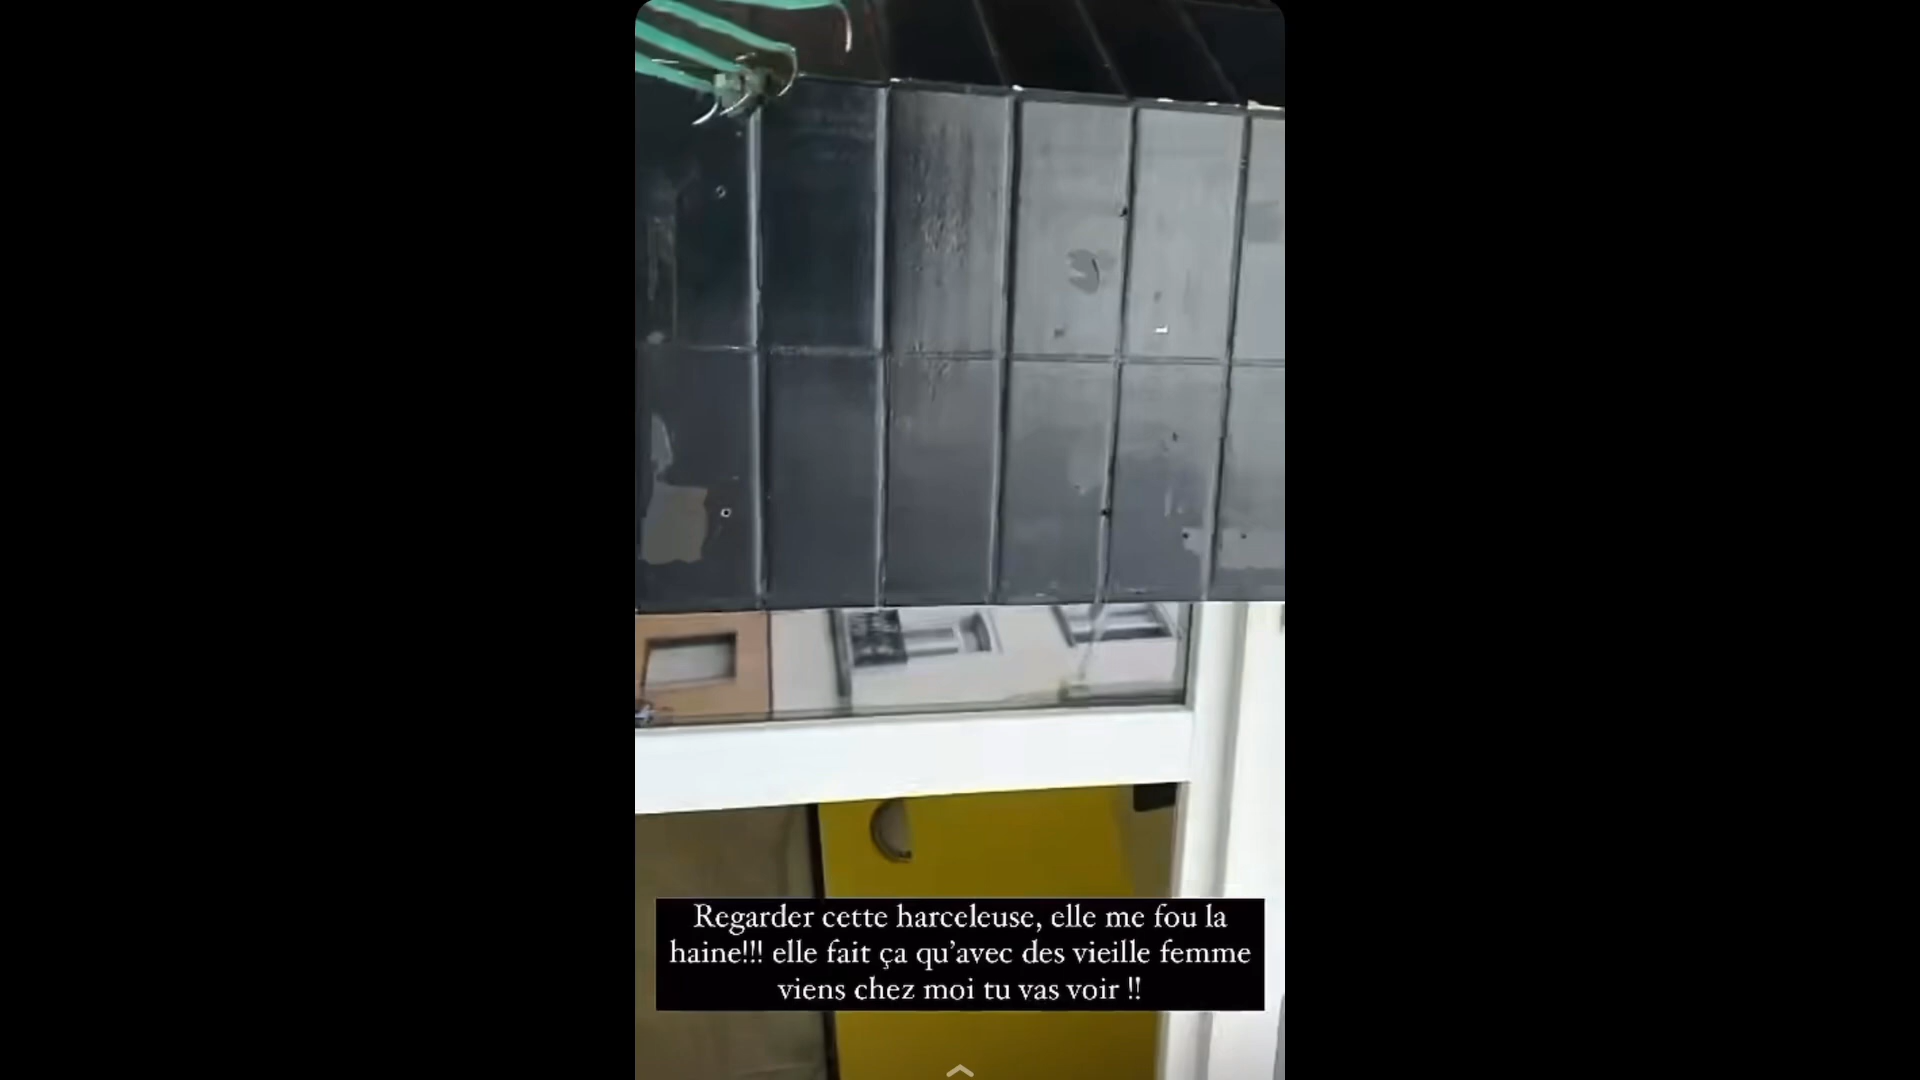 Regarder cette harceleuse, elle me fou la
haine!!! elle fait ça qu'avec des vieille femme
viens chez moi tu vas voir !!